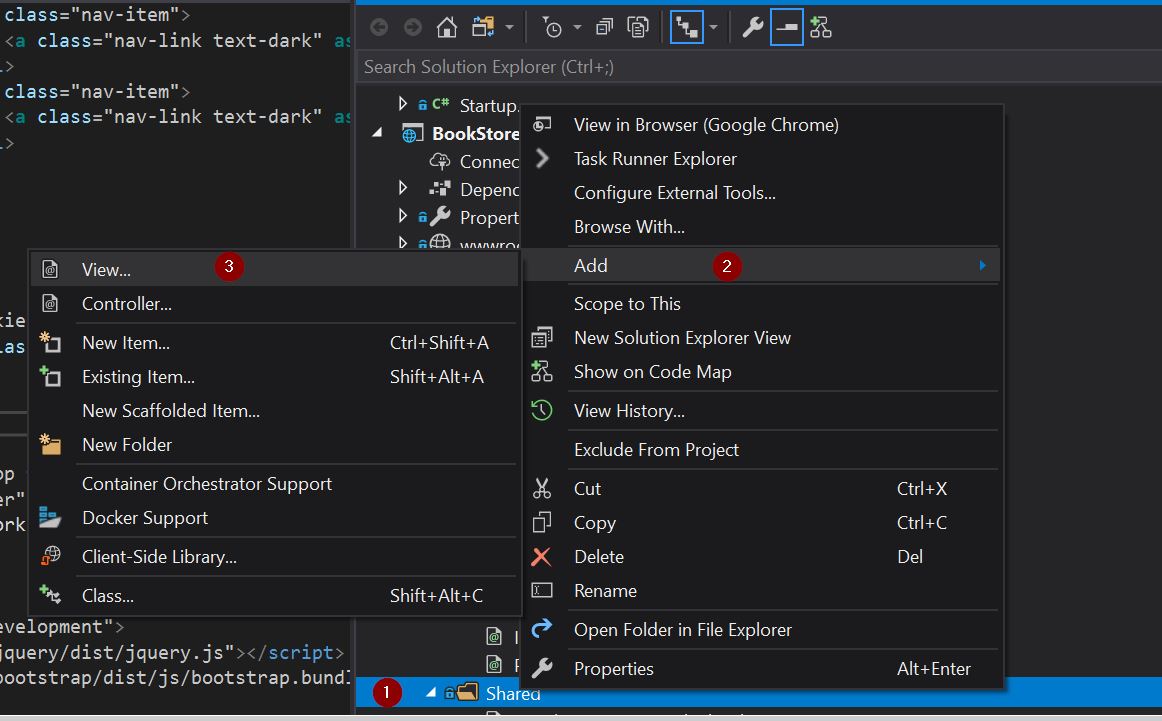 class="nav-item">
<a class="nav-link text-dark" as
>
class="nav-item">
<a class="nav-link text-dark" as
>
Search Solution Explorer (Ctrl+;)
C# Startup.
BookStore
Connec
Depend
Propert
wwwroo
View in Browser (Google Chrome)
Task Runner Explorer
Configure External Tools...
Browse With...
Add 2
Scope to This
New Solution Explorer View
Show on Code Map
View History...
Exclude From Project
Cut Ctrl+X
Copy Ctrl+C
Delete Del
Rename
Open Folder in File Explorer
Properties Alt+Enter
View... 3
Controller...
New Item... Ctrl+Shift+A
Existing Item... Shift+Alt+A
New Scaffolded Item...
New Folder
Container Orchestrator Support
Docker Support
Client-Side Library...
Class... Shift+Alt+C
kie
las
op
er"
ork
evelopment">
jquery/dist/jquery.js"></script>
bootstrap/dist/js/bootstrap.bundl
1 Shared